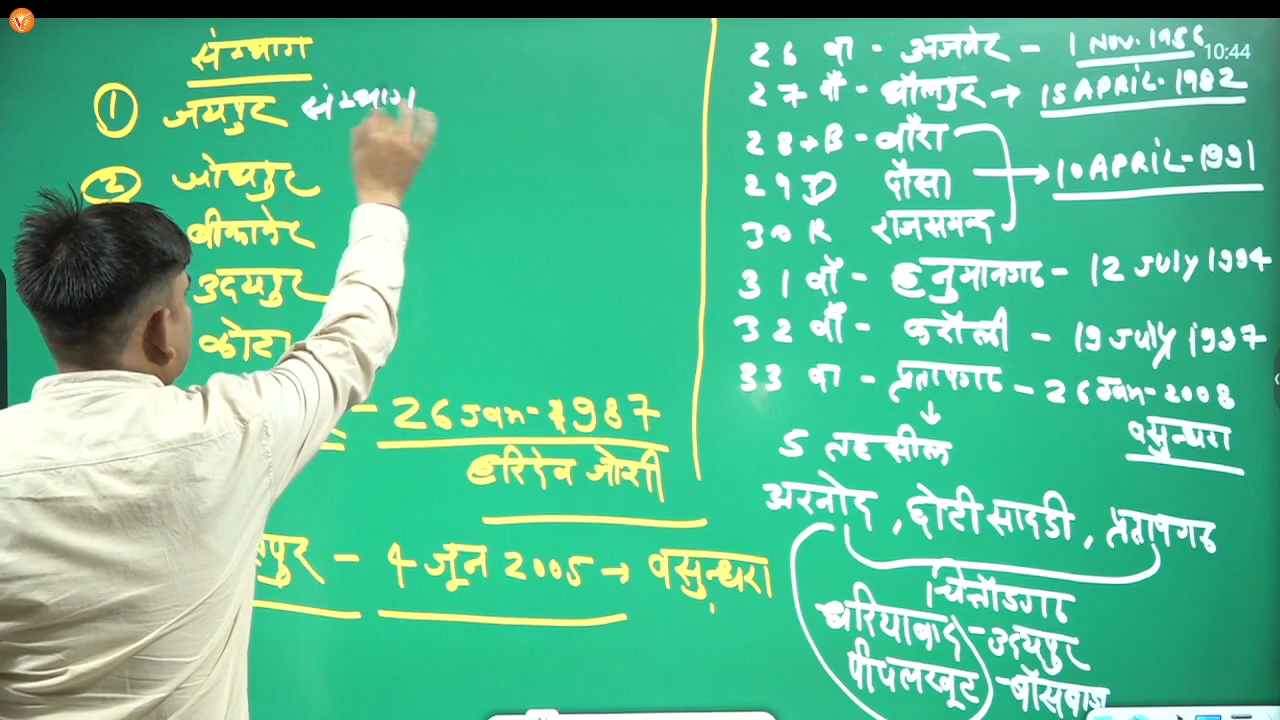 संभाग
① जयपुर संभाग
② जोधपुर
बीकानेर
उदयपुर
कोटा
- 26 Jan - 1987
हरिदेव जोशी
पुर - 4 जून 2005 → वसुन्धरा
26 वा - अजमेर - 1 Nov. 1956
10:44
27 वाँ - धौलपुर → 15 APRIL. 1982
28 → B - बाँरा
29 D दौसा → 10 APRIL - 1991
30 R राजसमन्द
31 वाँ - हनुमानगढ - 12 July 1994
32 वाँ - करौली - 19 July 1997
33 वा - प्रतापगढ - 26 Jan - 2008
वसुन्धरा
5 तहसील
अरनोद , छोटी सादडी , प्रतापगढ
चित्तौडगढ
धरियाबाद - उदयपुर
पीपलखूट - बाँसवाडा